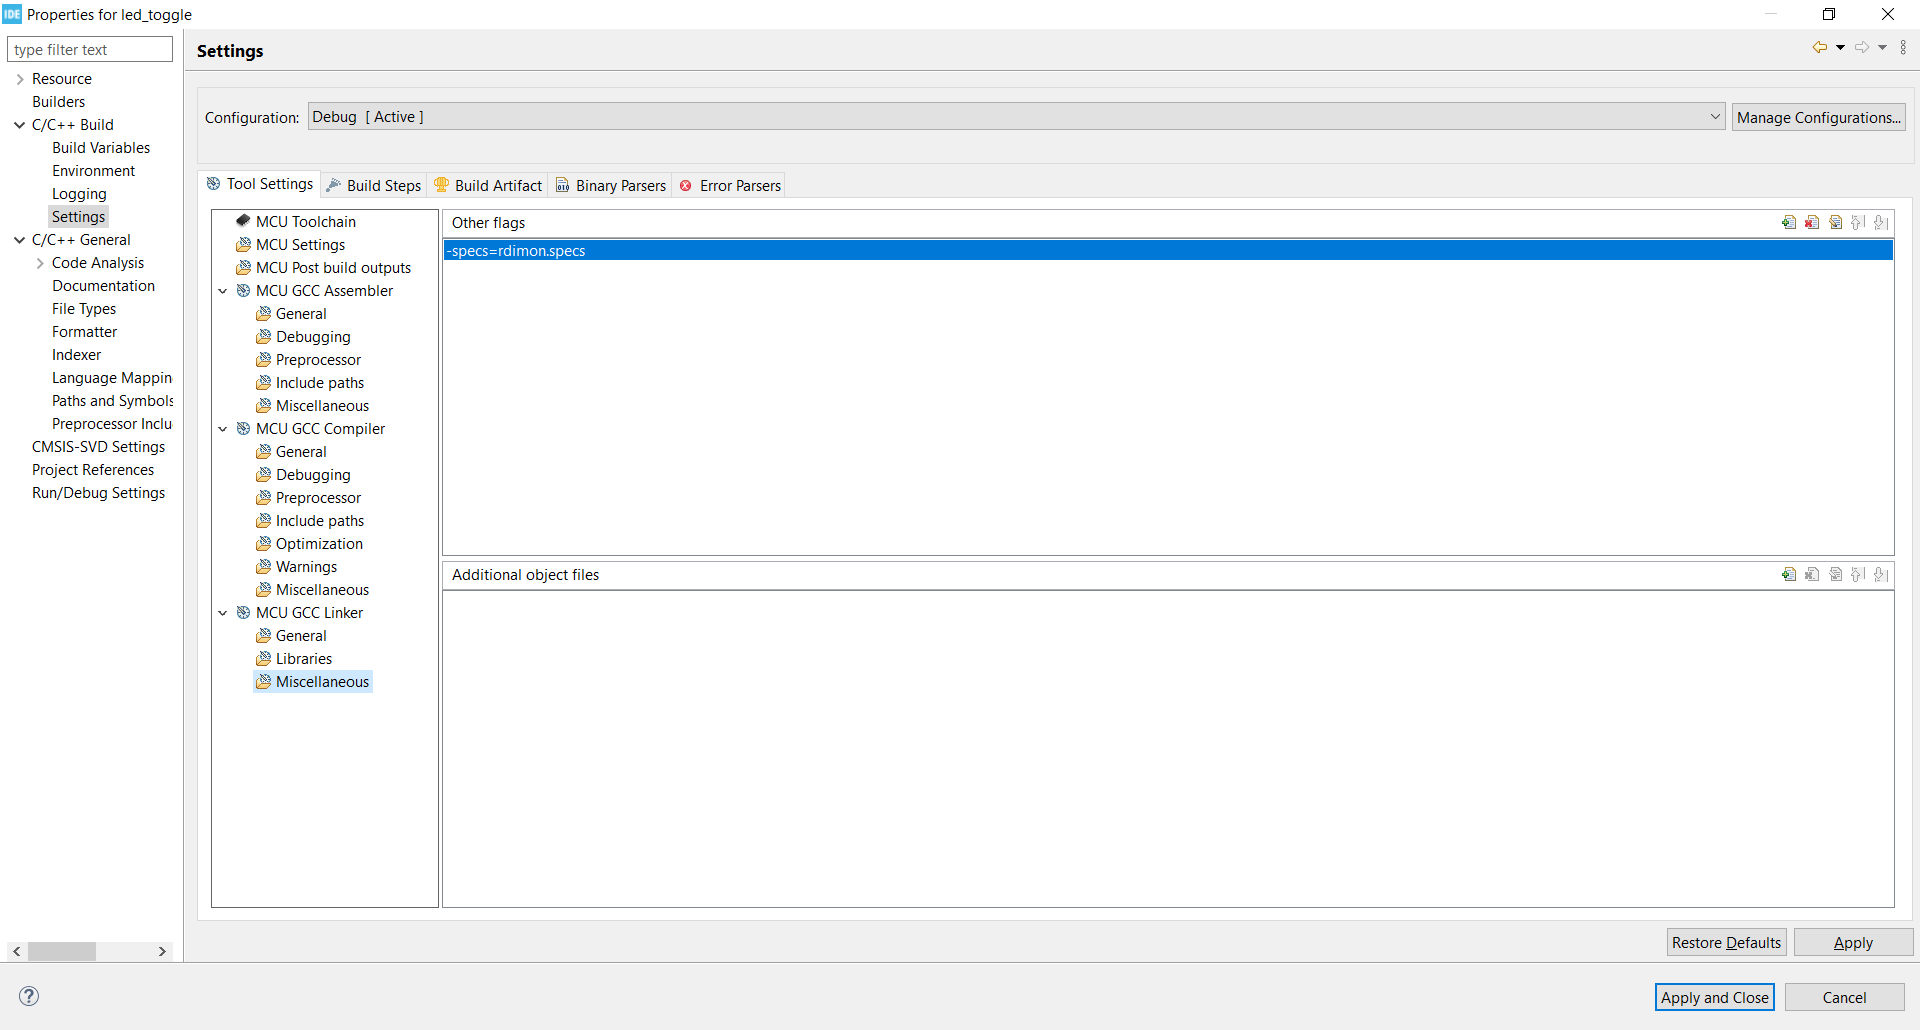 IDE Properties for led_toggle
type filter text
Resource
Builders
C/C++ Build
Build Variables
Environment
Logging
Settings
C/C++ General
Code Analysis
Documentation
File Types
Formatter
Indexer
Language Mappin
Paths and Symbols
Preprocessor Inclu
CMSIS-SVD Settings
Project References
Run/Debug Settings
Settings
Configuration: Debug [ Active ] Manage Configurations...
Tool Settings Build Steps Build Artifact Binary Parsers Error Parsers
MCU Toolchain
MCU Settings
MCU Post build outputs
MCU GCC Assembler
General
Debugging
Preprocessor
Include paths
Miscellaneous
MCU GCC Compiler
General
Debugging
Preprocessor
Include paths
Optimization
Warnings
Miscellaneous
MCU GCC Linker
General
Libraries
Miscellaneous
Other flags
-specs=rdimon.specs
Additional object files
Restore Defaults Apply
? Apply and Close Cancel